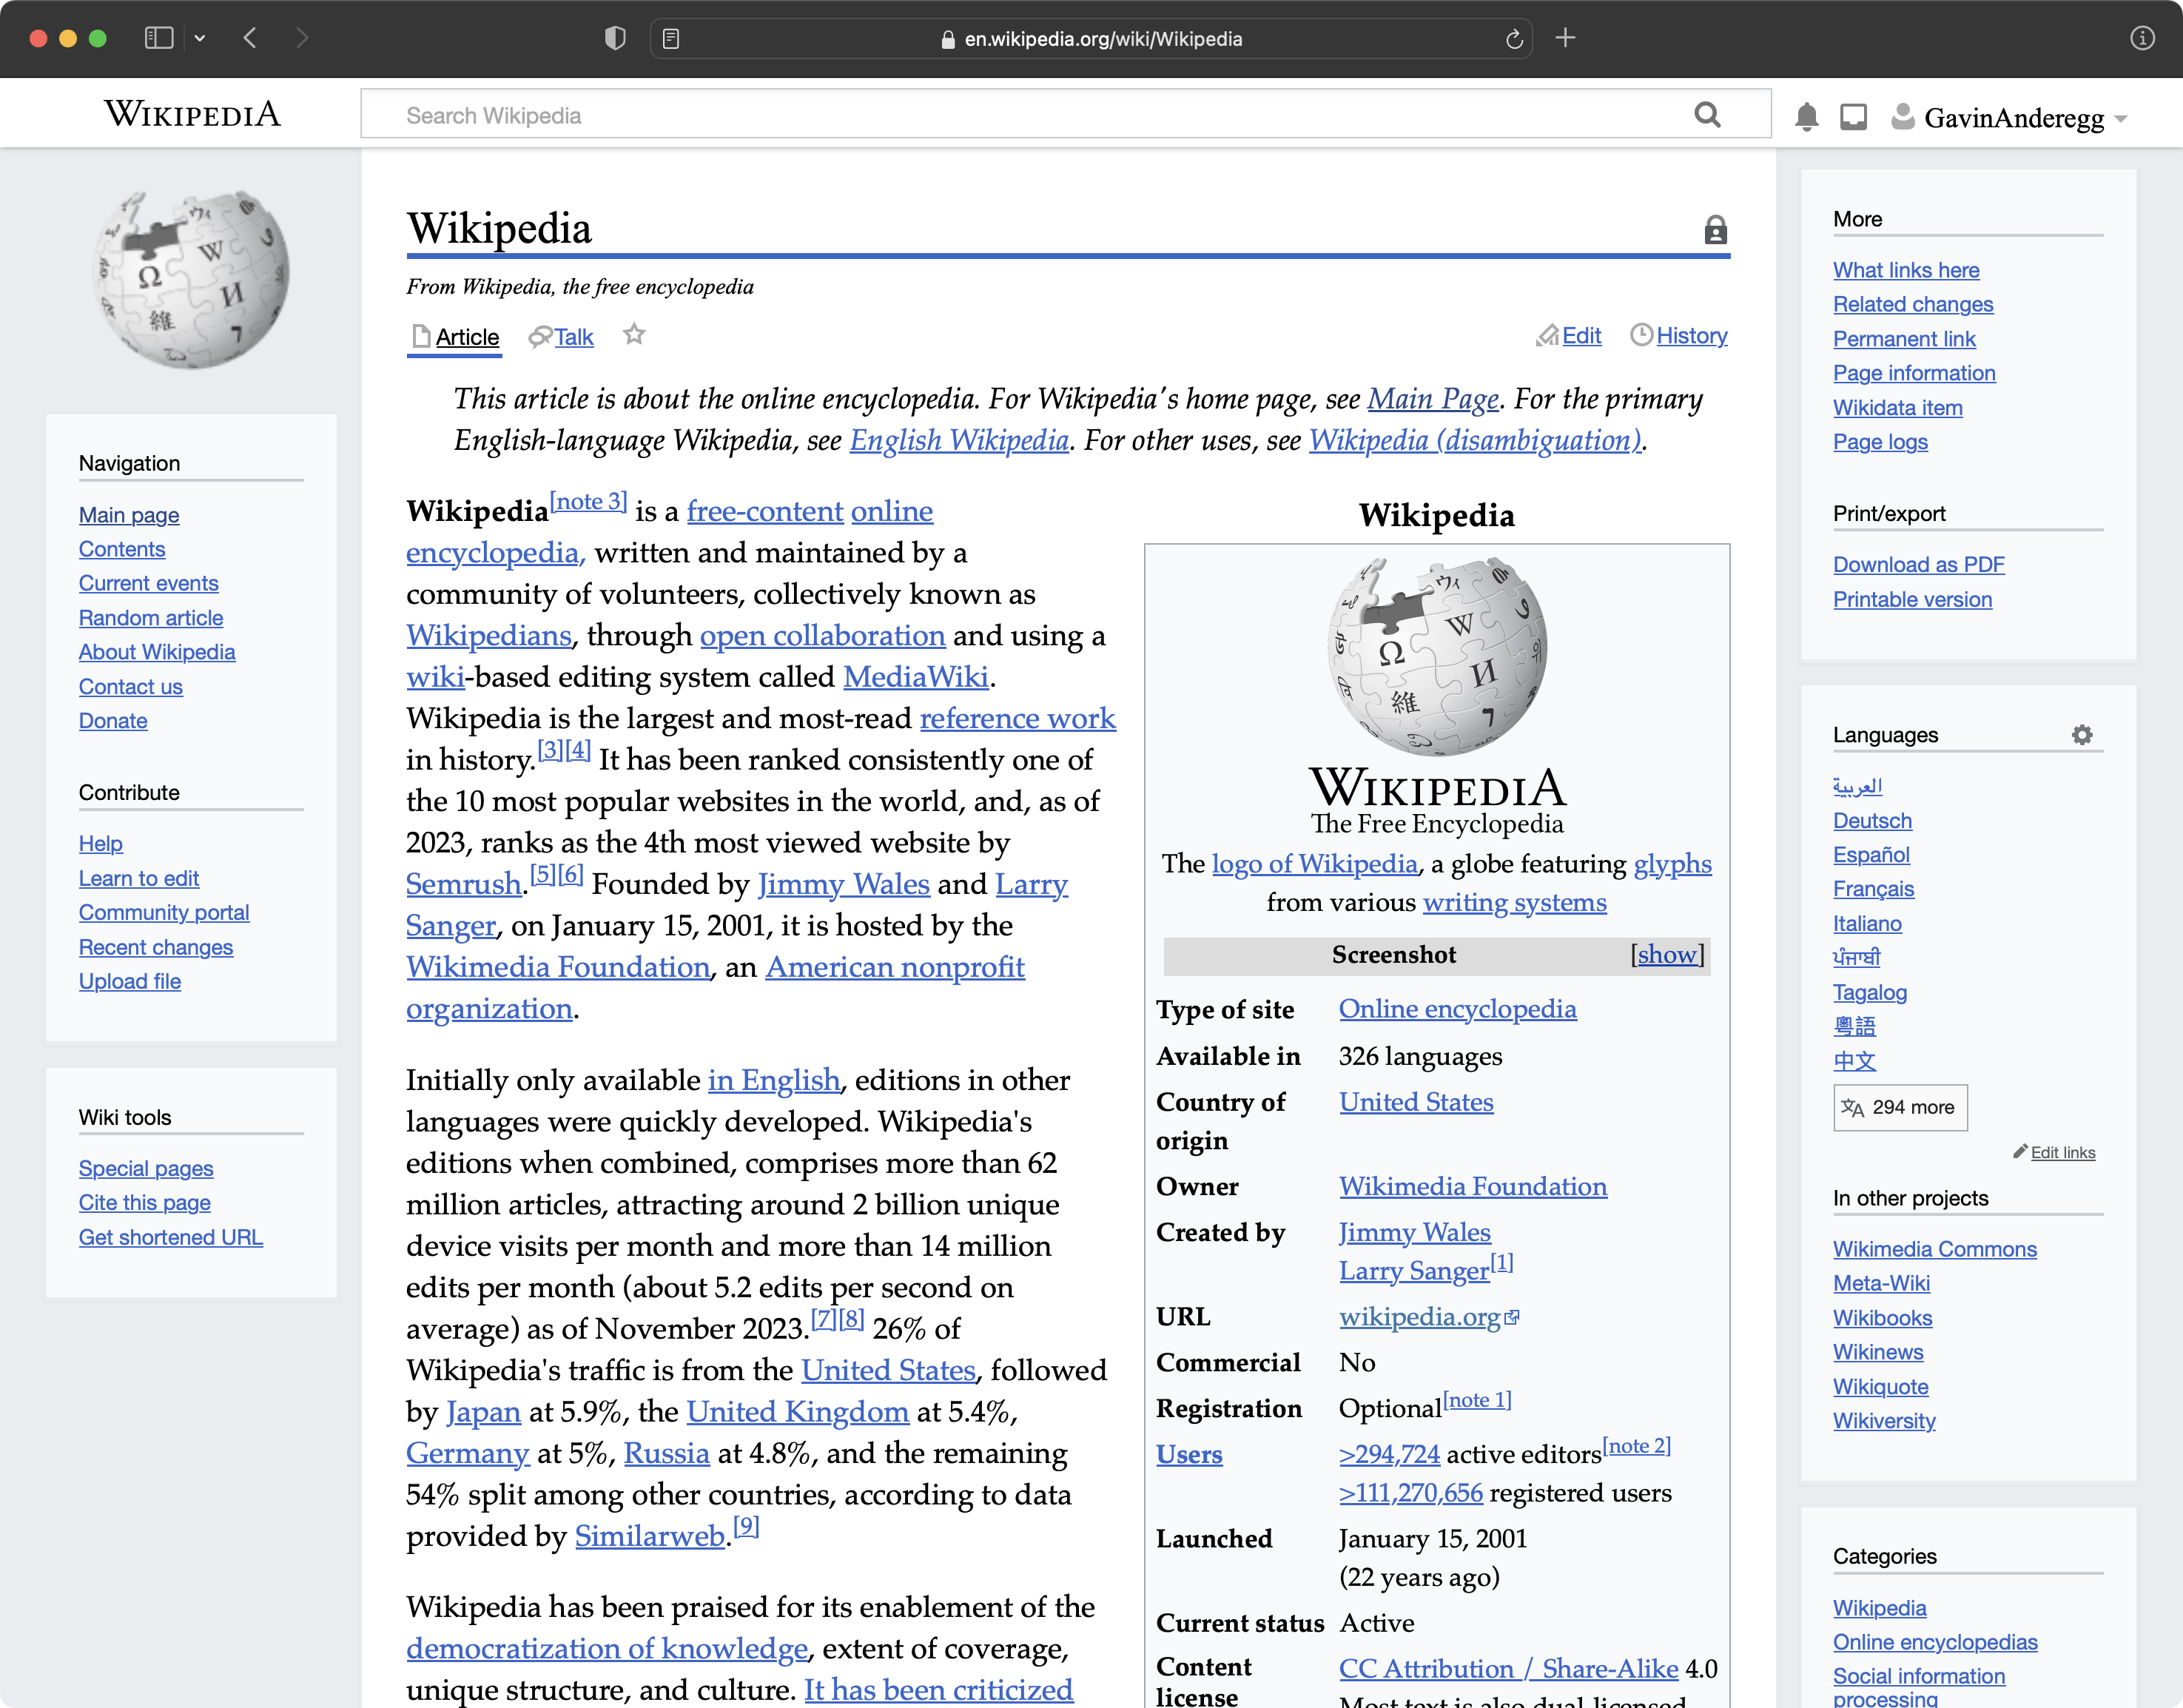 en.wikipedia.org/wiki/Wikipedia
WIKIPEDIA
Search Wikipedia
GavinAnderegg
Navigation
Main page
Contents
Current events
Random article
About Wikipedia
Contact us
Donate
Contribute
Help
Learn to edit
Community portal
Recent changes
Upload file
Wiki tools
Special pages
Cite this page
Get shortened URL
Wikipedia
From Wikipedia, the free encyclopedia
Article Talk
Edit History
This article is about the online encyclopedia. For Wikipedia's home page, see Main Page. For the primary
English-language Wikipedia, see English Wikipedia. For other uses, see Wikipedia (disambiguation).
Wikipedia[note 3] is a free-content online
encyclopedia, written and maintained by a
community of volunteers, collectively known as
Wikipedians, through open collaboration and using a
wiki-based editing system called MediaWiki.
Wikipedia is the largest and most-read reference work
in history.[3][4] It has been ranked consistently one of
the 10 most popular websites in the world, and, as of
2023, ranks as the 4th most viewed website by
Semrush.[5][6] Founded by Jimmy Wales and Larry
Sanger, on January 15, 2001, it is hosted by the
Wikimedia Foundation, an American nonprofit
organization.
Initially only available in English, editions in other
languages were quickly developed. Wikipedia's
editions when combined, comprises more than 62
million articles, attracting around 2 billion unique
device visits per month and more than 14 million
edits per month (about 5.2 edits per second on
average) as of November 2023.[7][8] 26% of
Wikipedia's traffic is from the United States, followed
by Japan at 5.9%, the United Kingdom at 5.4%,
Germany at 5%, Russia at 4.8%, and the remaining
54% split among other countries, according to data
provided by Similarweb.[9]
Wikipedia has been praised for its enablement of the
democratization of knowledge, extent of coverage,
unique structure, and culture. It has been criticized
Wikipedia
Ω W И 維 ウィ ר
WIKIPEDIA
The Free Encyclopedia
The logo of Wikipedia, a globe featuring glyphs
from various writing systems
Screenshot [show]
Type of site Online encyclopedia
Available in 326 languages
Country of United States
origin
Owner Wikimedia Foundation
Created by Jimmy Wales
Larry Sanger[1]
URL wikipedia.org
Commercial No
Registration Optional[note 1]
Users >294,724 active editors[note 2]
>111,270,656 registered users
Launched January 15, 2001
(22 years ago)
Current status Active
Content CC Attribution / Share-Alike 4.0
license Most text is also dual-licensed
More
What links here
Related changes
Permanent link
Page information
Wikidata item
Page logs
Print/export
Download as PDF
Printable version
Languages
العربية
Deutsch
Español
Français
Italiano
ਪੰਜਾਬੀ
Tagalog
粵語
中文
294 more
Edit links
In other projects
Wikimedia Commons
Meta-Wiki
Wikibooks
Wikinews
Wikiquote
Wikiversity
Categories
Wikipedia
Online encyclopedias
Social information
processing